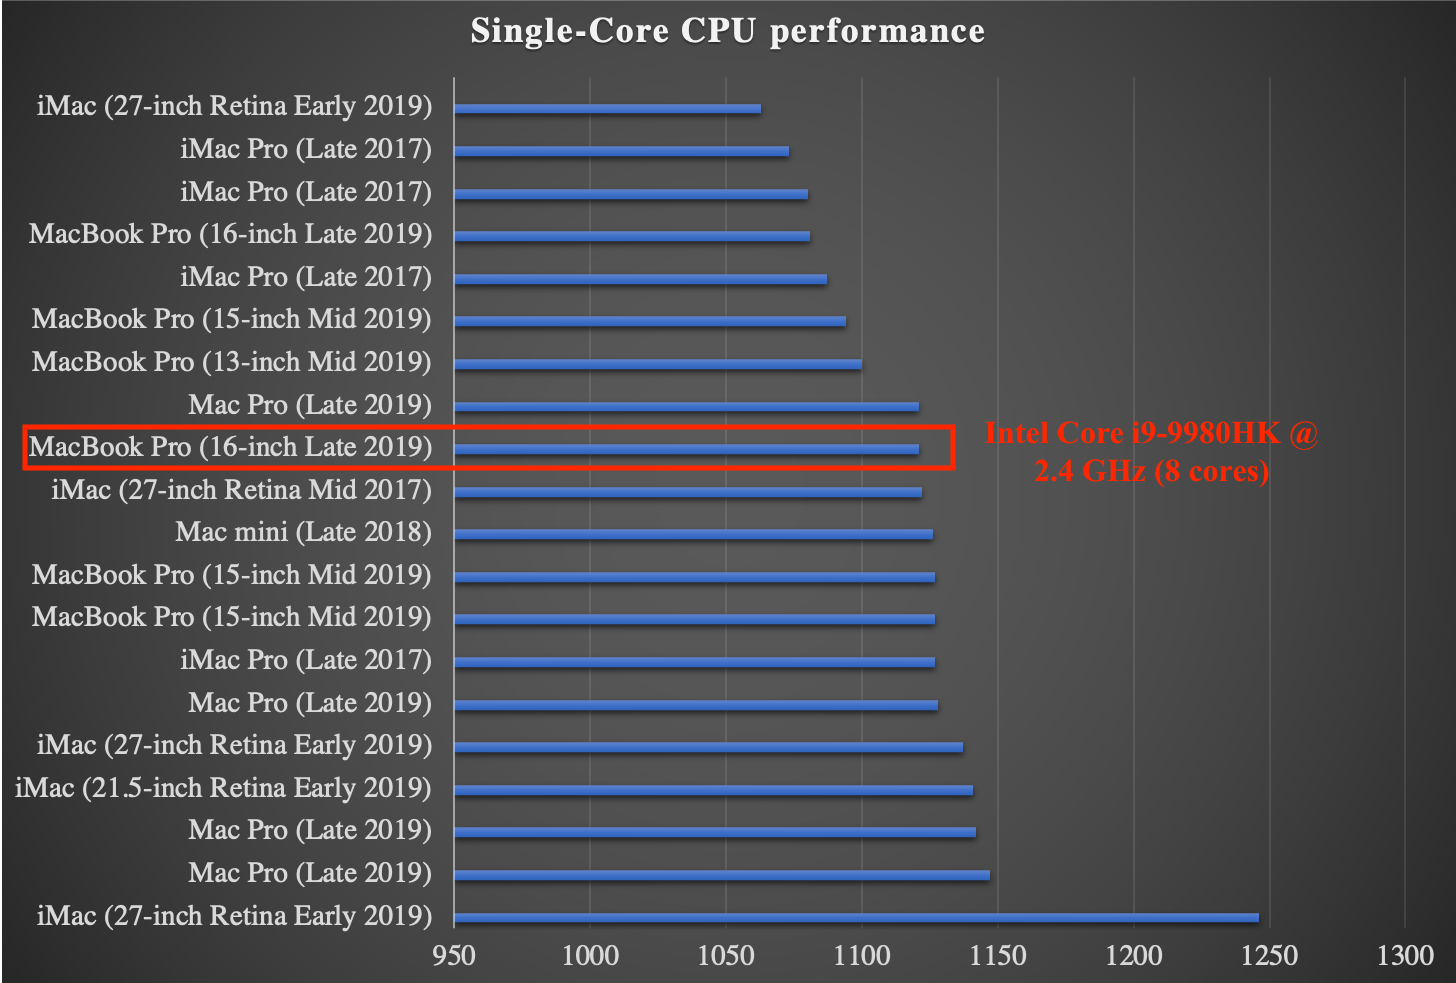 Single-Core CPU performance
iMac (27-inch Retina Early 2019)
iMac Pro (Late 2017)
iMac Pro (Late 2017)
MacBook Pro (16-inch Late 2019)
iMac Pro (Late 2017)
MacBook Pro (15-inch Mid 2019)
MacBook Pro (13-inch Mid 2019)
Mac Pro (Late 2019)
MacBook Pro (16-inch Late 2019)
Intel Core i9-9980HK @
2.4 GHz (8 cores)
iMac (27-inch Retina Mid 2017)
Mac mini (Late 2018)
MacBook Pro (15-inch Mid 2019)
MacBook Pro (15-inch Mid 2019)
iMac Pro (Late 2017)
Mac Pro (Late 2019)
iMac (27-inch Retina Early 2019)
iMac (21.5-inch Retina Early 2019)
Mac Pro (Late 2019)
Mac Pro (Late 2019)
iMac (27-inch Retina Early 2019)
950 1000 1050 1100 1150 1200 1250 1300